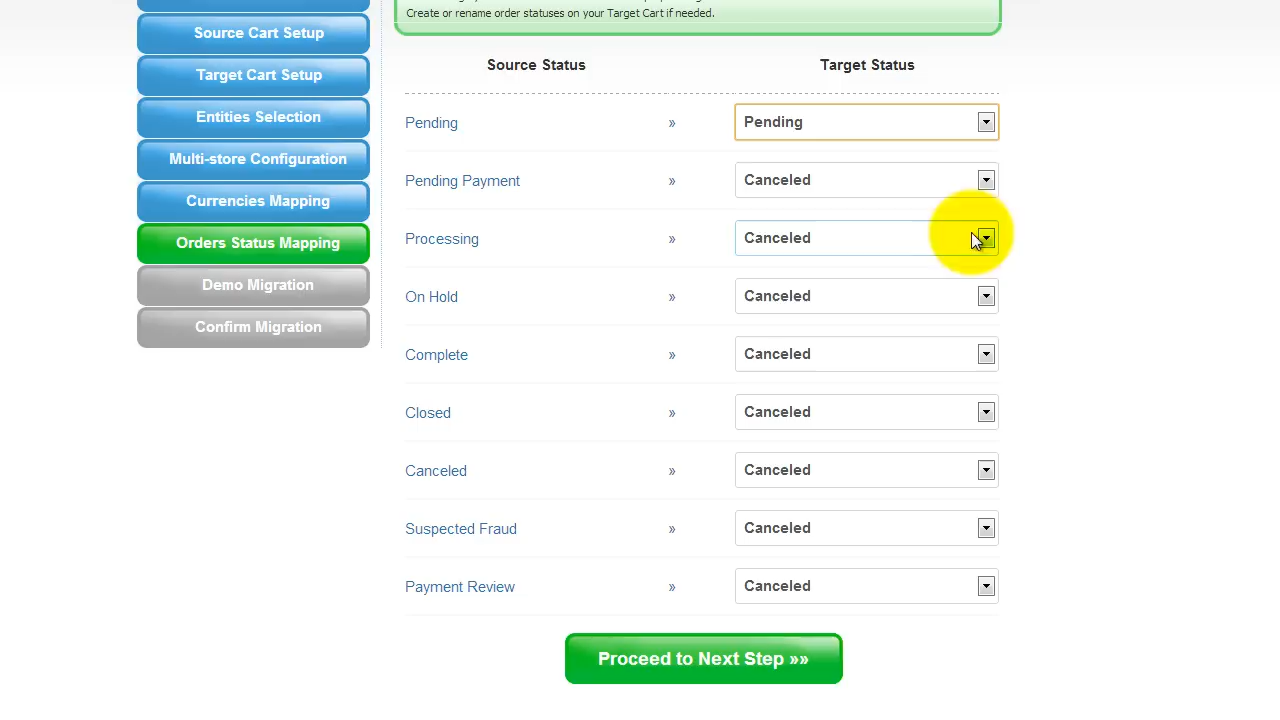 Create or rename order statuses on your Target Cart if needed.
Source Cart Setup
Target Cart Setup
Entities Selection
Multi-store Configuration
Currencies Mapping
Orders Status Mapping
Demo Migration
Confirm Migration
Source Status Target Status
Pending » Pending
Pending Payment » Canceled
Processing » Canceled
On Hold » Canceled
Complete » Canceled
Closed » Canceled
Canceled » Canceled
Suspected Fraud » Canceled
Payment Review » Canceled
Proceed to Next Step »»